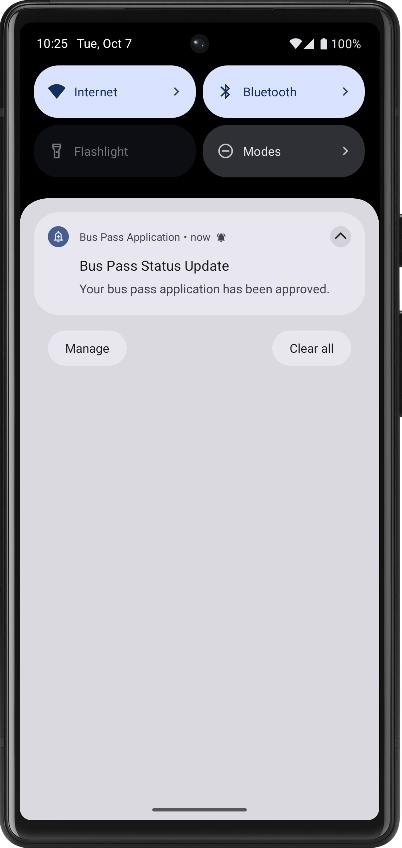 10:25 Tue, Oct 7 100%
Internet
Bluetooth
Flashlight
Modes
Bus Pass Application • now
Bus Pass Status Update
Your bus pass application has been approved.
Manage
Clear all